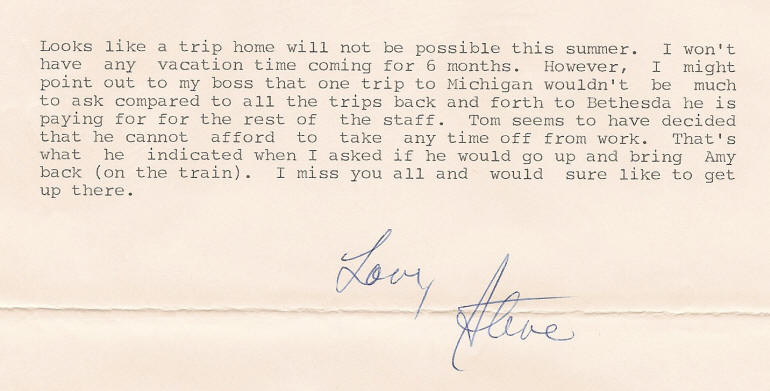 Looks like a trip home will not be possible this summer. I won't
have any vacation time coming for 6 months. However, I might
point out to my boss that one trip to Michigan wouldn't be much
to ask compared to all the trips back and forth to Bethesda he is
paying for for the rest of the staff. Tom seems to have decided
that he cannot afford to take any time off from work. That's
what he indicated when I asked if he would go up and bring Amy
back (on the train). I miss you all and would sure like to get
up there.
Love,
Steve